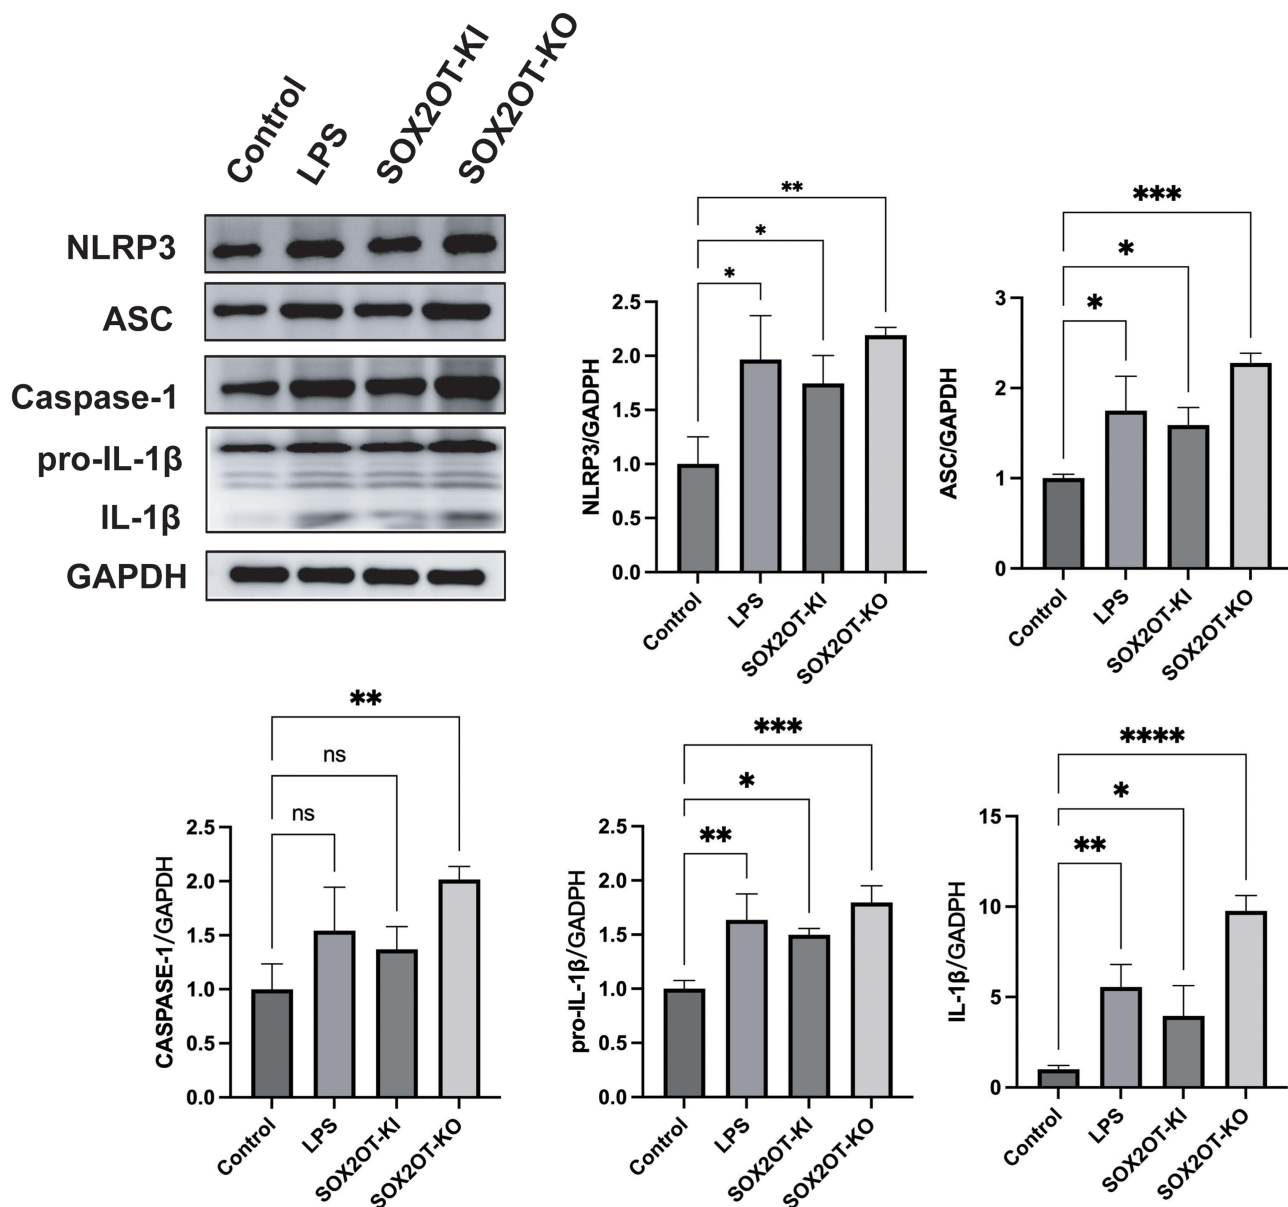 Control
LPS
SOX2OT-KI
SOX2OT-KO
NLRP3
ASC
Caspase-1
pro-IL-1β
IL-1β
GAPDH
**
*
*
NLRP3/GADPH
2.5
2.0
1.5
1.0
0.5
0.0
Control
LPS
SOX2OT-KI
SOX2OT-KO
***
*
*
ASC/GAPDH
3
2
1
0
Control
LPS
SOX2OT-KI
SOX2OT-KO
**
ns
ns
CASPASE-1/GAPDH
2.5
2.0
1.5
1.0
0.5
0.0
Control
LPS
SOX2OT-KI
SOX2OT-KO
***
*
**
pro-IL-1β/GADPH
2.5
2.0
1.5
1.0
0.5
0.0
Control
LPS
SOX2OT-KI
SOX2OT-KO
****
*
**
IL-1β/GADPH
15
10
5
0
Control
LPS
SOX2OT-KI
SOX2OT-KO